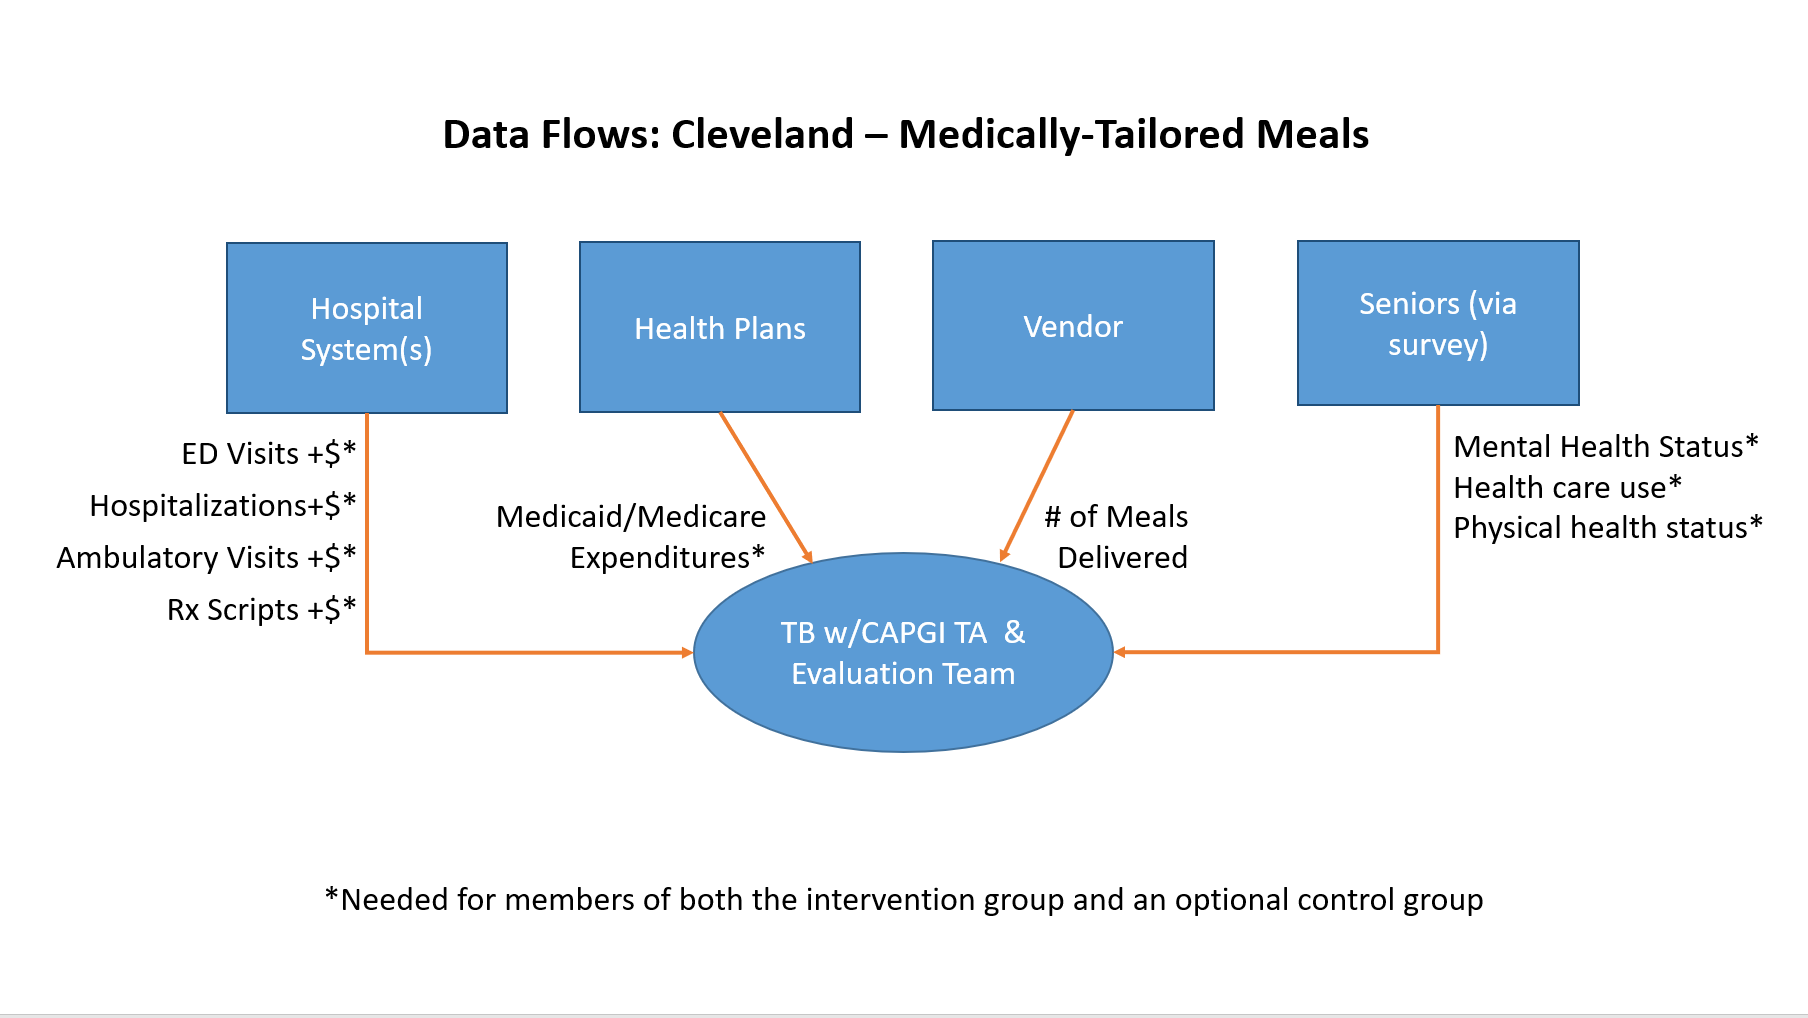 Data Flows: Cleveland – Medically-Tailored Meals
Hospital
System(s)
Health Plans
Vendor
Seniors (via
survey)
ED Visits +$*
Hospitalizations+$*
Ambulatory Visits +$*
Rx Scripts +$*
Medicaid/Medicare
Expenditures*
# of Meals
Delivered
Mental Health Status*
Health care use*
Physical health status*
TB w/CAPGI TA  &
Evaluation Team
*Needed for members of both the intervention group and an optional control group